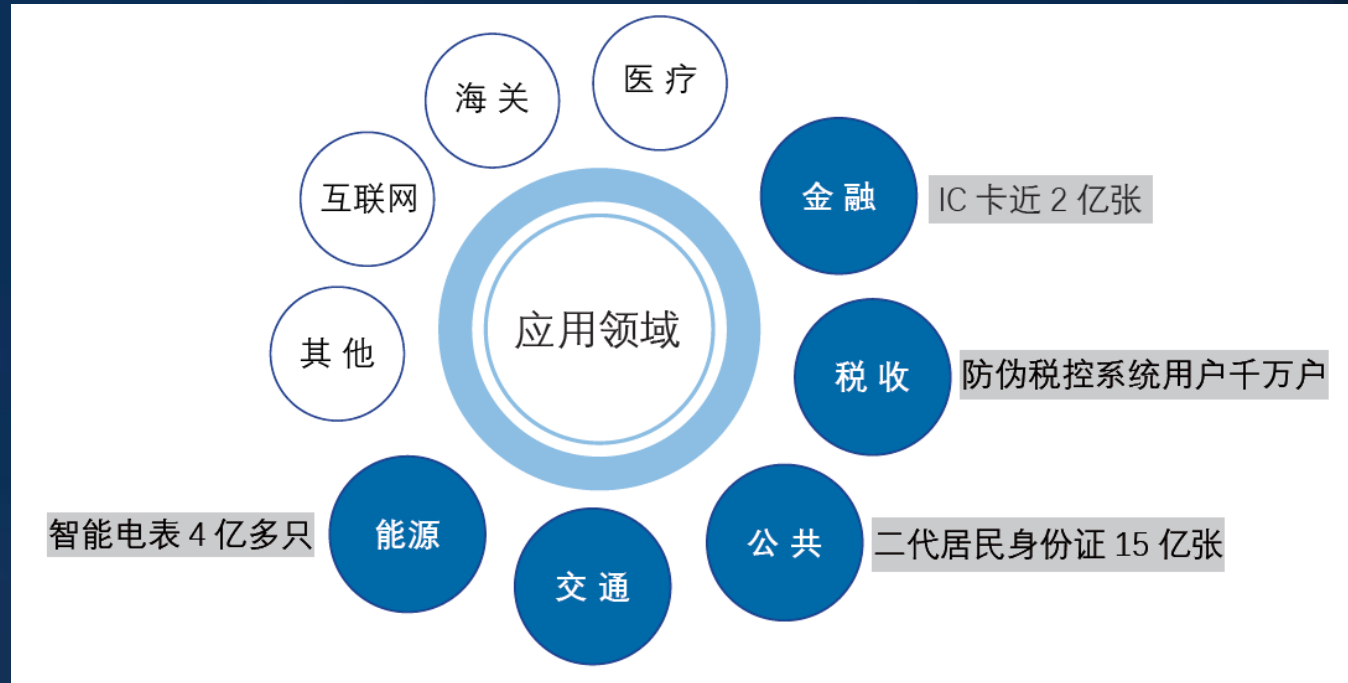 医 疗
海 关
金 融
IC 卡近 2 亿张
互联网
应用领域
其 他
税 收
防伪税控系统用户千万户
智能电表 4 亿多只
能源
公 共
二代居民身份证 15 亿张
交 通